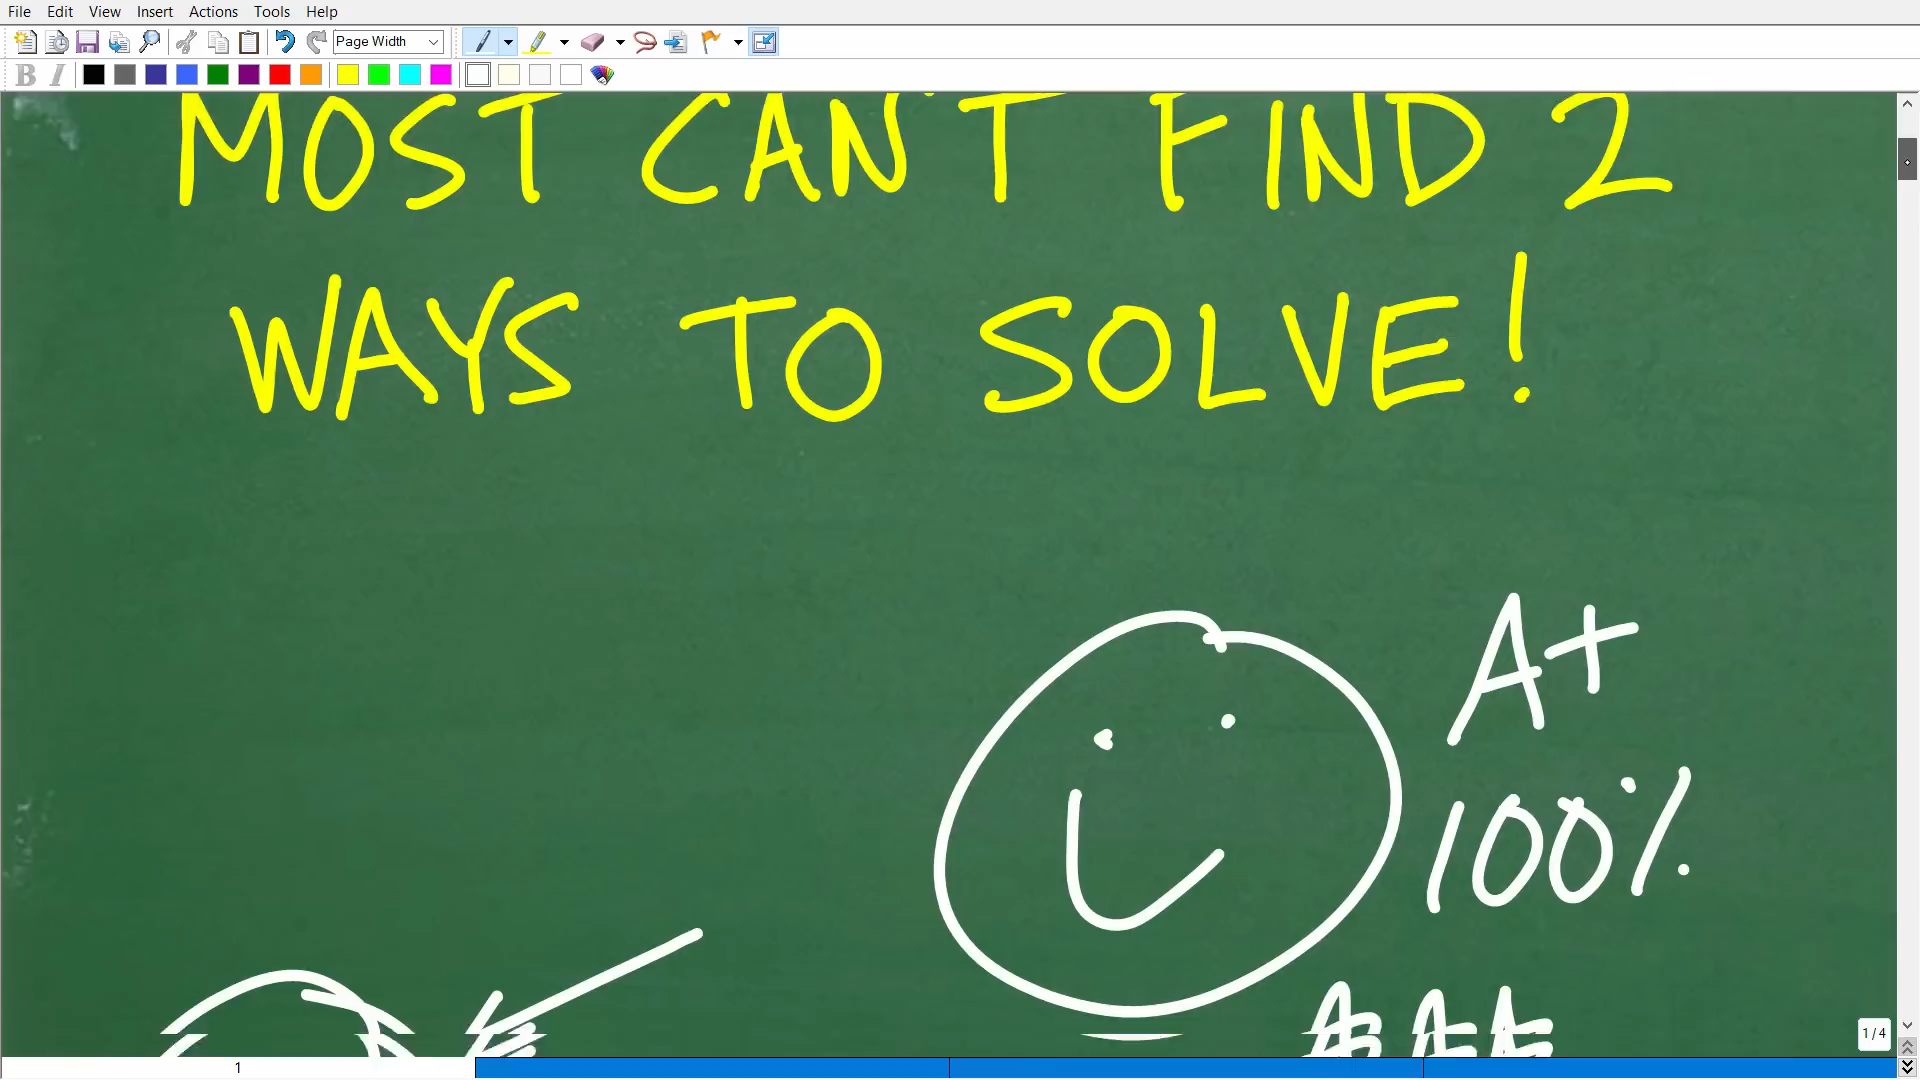 File Edit View Insert Actions Tools Help
Page Width
B I
MOST CAN'T FIND 2
WAYS TO SOLVE!
A+
100%
1 / 4
1